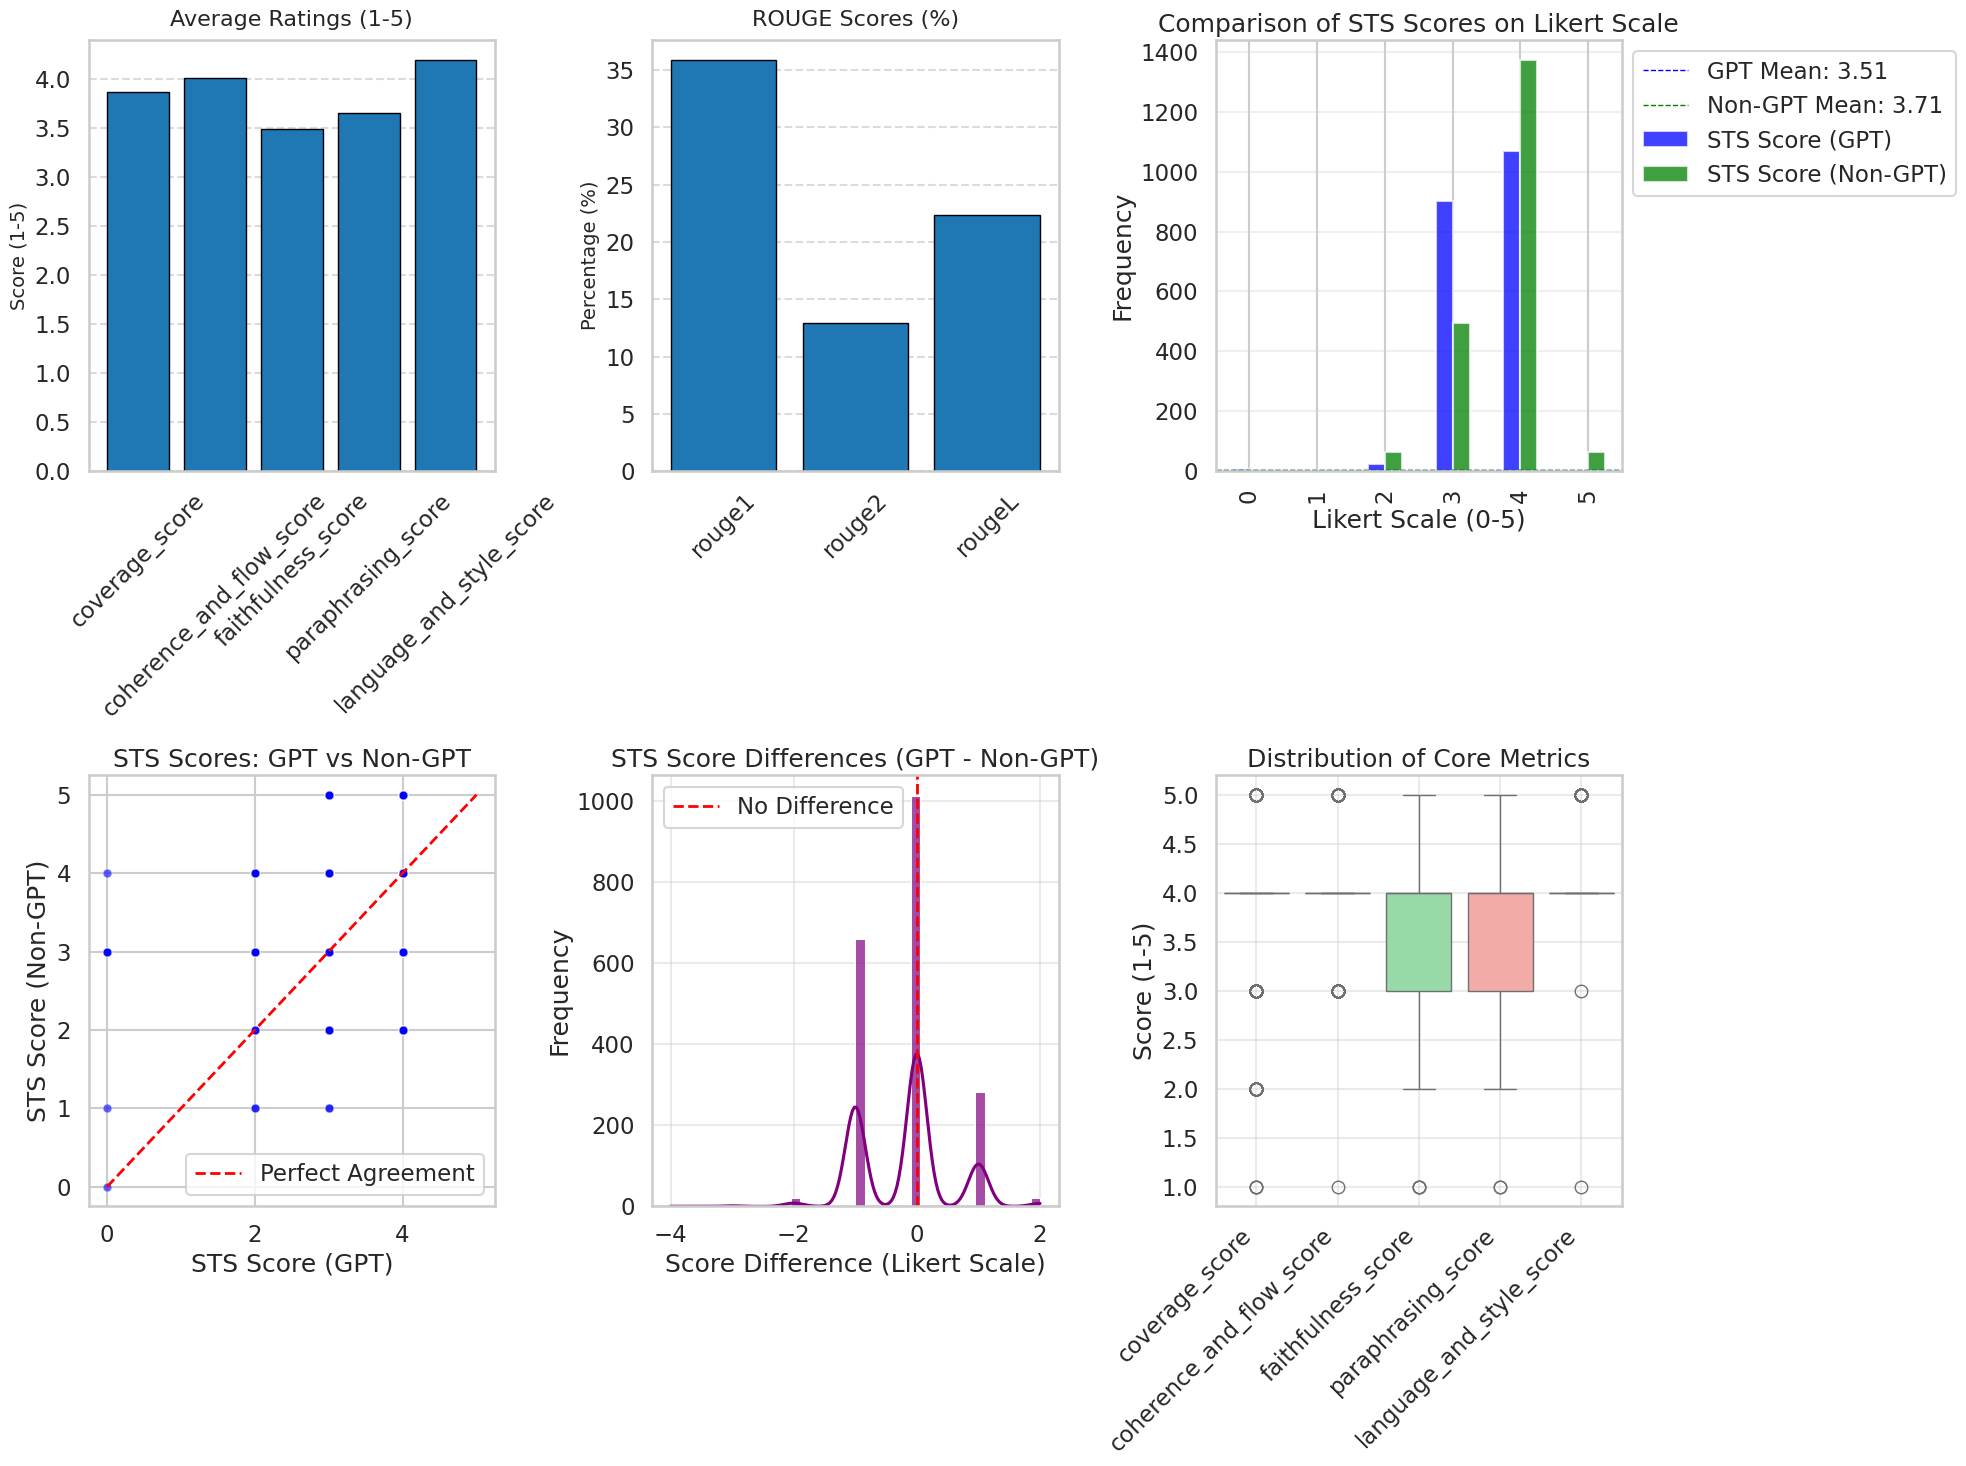 Average Ratings (1-5)
Score (1-5)
4.0
3.5
3.0
2.5
2.0
1.5
1.0
0.5
0.0
coverage_score
coherence_and_flow_score
faithfulness_score
paraphrasing_score
language_and_style_score
ROUGE Scores (%)
Percentage (%)
35
30
25
20
15
10
5
0
rouge1
rouge2
rougeL
Comparison of STS Scores on Likert Scale
Frequency
1400
1200
1000
800
600
400
200
0
0
1
2
3
4
5
Likert Scale (0-5)
GPT Mean: 3.51
Non-GPT Mean: 3.71
STS Score (GPT)
STS Score (Non-GPT)
STS Scores: GPT vs Non-GPT
STS Score (Non-GPT)
5
4
3
2
1
0
Perfect Agreement
0
2
4
STS Score (GPT)
STS Score Differences (GPT - Non-GPT)
Frequency
1000
800
600
400
200
0
No Difference
−4
−2
0
2
Score Difference (Likert Scale)
Distribution of Core Metrics
Score (1-5)
5.0
4.5
4.0
3.5
3.0
2.5
2.0
1.5
1.0
coverage_score
coherence_and_flow_score
faithfulness_score
paraphrasing_score
language_and_style_score